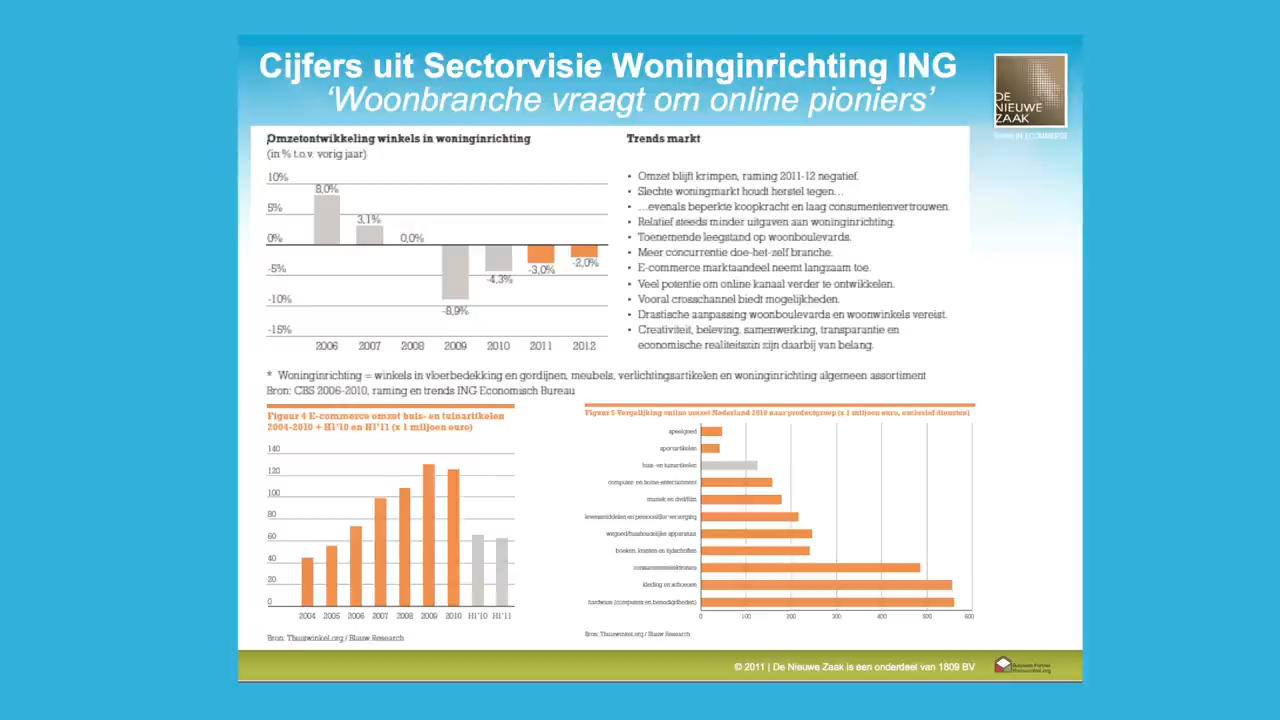 Cijfers uit Sectorvisie Woninginrichting ING
'Woonbranche vraagt om online pioniers'
DE
NIEUWE
ZAAK
Omzetontwikkeling winkels in woninginrichting
(in % t.o.v. vorig jaar)
10%
5%
0%
-5%
-10%
-15%
8,0%
3,1%
0,0%
-8,9%
-4,3%
-3,0%
-2,0%
2006 2007 2008 2009 2010 2011 2012
Trends markt
• Omzet blijft krimpen, raming 2011-12 negatief.
• Slechte woningmarkt houdt herstel tegen…
• …evenals beperkte koopkracht en laag consumentenvertrouwen.
• Relatief steeds minder uitgaven aan woninginrichting.
• Toenemende leegstand op woonboulevards.
• Meer concurrentie doe-het-zelf branche.
• E-commerce marktaandeel neemt langzaam toe.
• Veel potentie om online kanaal verder te ontwikkelen.
• Vooral crosschannel biedt mogelijkheden.
• Drastische aanpassing woonboulevards en woonwinkels vereist.
• Creativiteit, beleving, samenwerking, transparantie en
economische realiteitszin zijn daarbij van belang.
* Woninginrichting = winkels in vloerbedekking en gordijnen, meubels, verlichtingsartikelen en woninginrichting algemeen assortiment
Bron: CBS 2006-2010, raming en trends ING Economisch Bureau
Figuur 4 E-commerce omzet huis- en tuinartikelen
2004-2010 + H1'10 en H1'11 (x 1 miljoen euro)
140
120
100
80
60
40
20
0
2004 2005 2006 2007 2008 2009 2010 H1'10 H1'11
Bron: Thuiswinkel.org / Blauw Research
Figuur 5 Vergelijking online omzet Nederland 2010 naar productgroep (x 1 miljoen euro, exclusief diensten)
speelgoed
sportartikelen
huis- en tuinartikelen
computer- en home-entertainment
muziek en dvd/film
levensmiddelen en persoonlijke verzorging
witgoed/huishoudelijke apparatuur
boeken, kranten en tijdschriften
consumentenelektronica
kleding en schoenen
hardware (computers en benodigdheden)
0 100 200 300 400 500 600
Bron: Thuiswinkel.org / Blauw Research
© 2011 | De Nieuwe Zaak is een onderdeel van 1809 BV
Business Partner
thuiswinkel.org